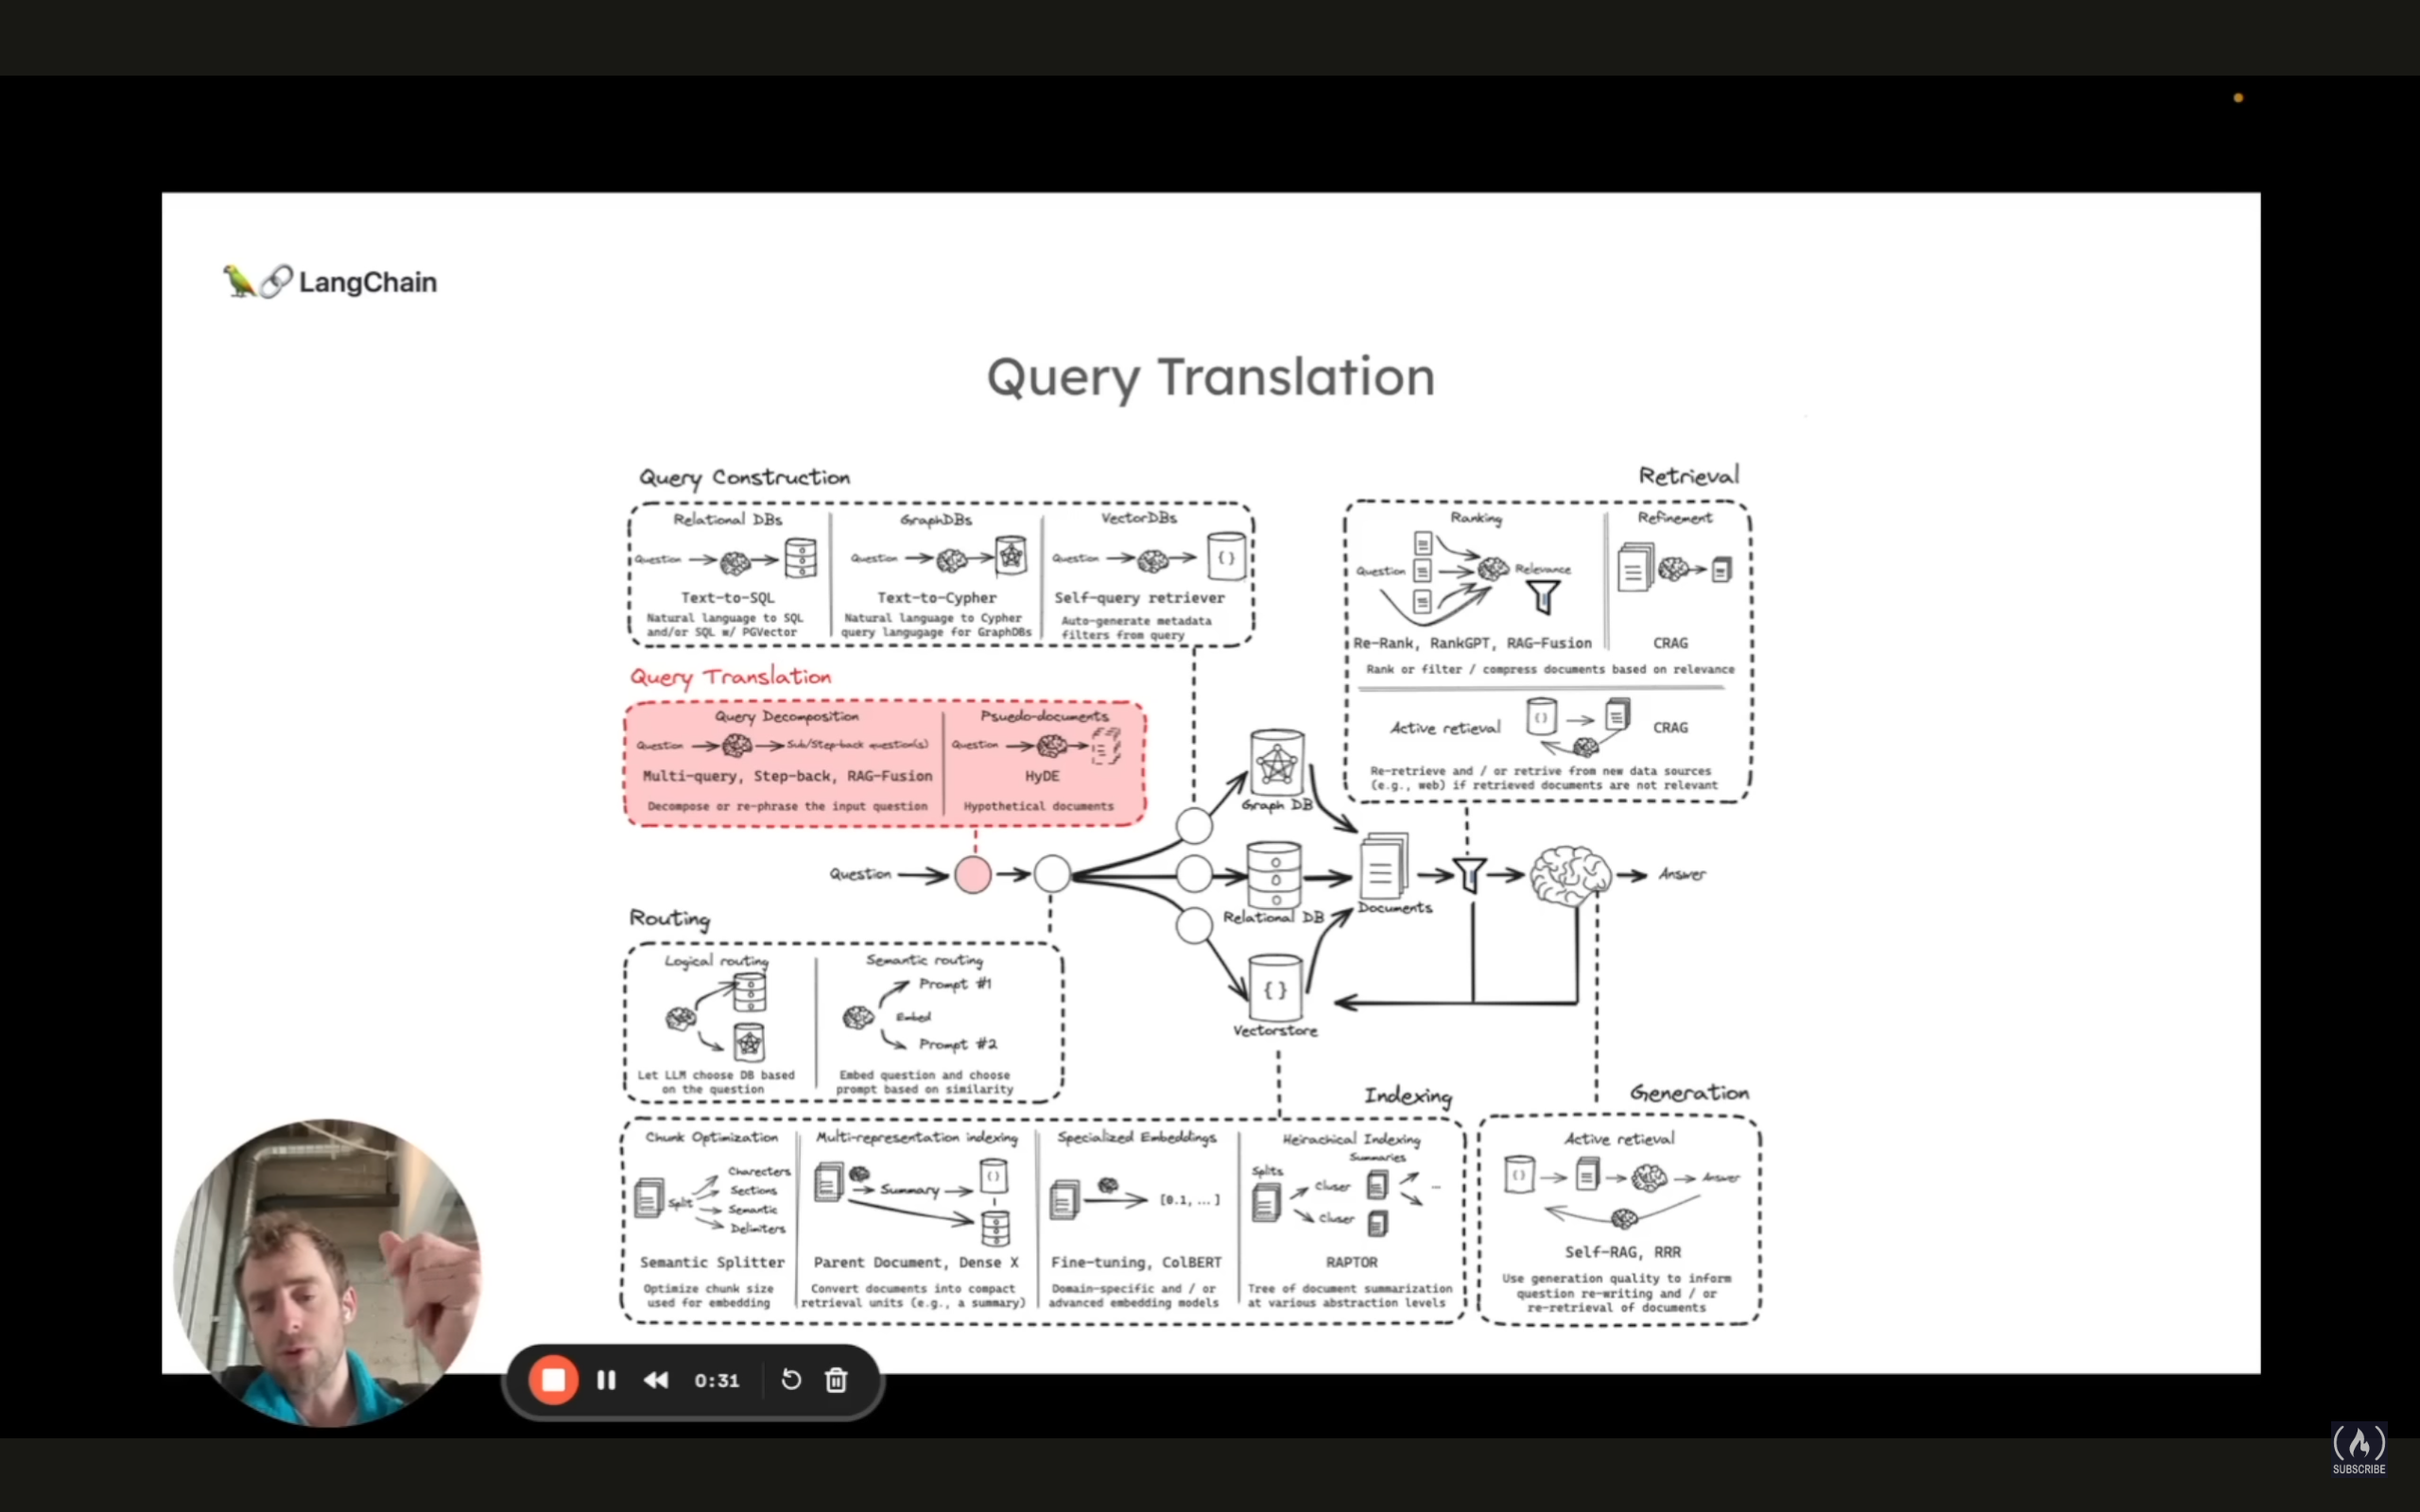 LangChain
Query Translation
Query Construction
Relational DBs
Question
Text-to-SQL
Natural language to SQL
and/or SQL w/ PGVector
GraphDBs
Question
Text-to-Cypher
Natural language to Cypher
query langugage for GraphDBs
VectorDBs
Question
{}
Self-query retriever
Auto-generate metadata
filters from query
Retrieval
Ranking
Question
Relevance
Re-Rank, RankGPT, RAG-Fusion
Refinement
CRAG
Rank or filter / compress documents based on relevance
Active retieval
{}
CRAG
Re-retrieve and / or retrive from new data sources
(e.g., web) if retrieved documents are not relevant
Query Translation
Query Decomposition
Question
Sub/Step-back question(s)
Multi-query, Step-back, RAG-Fusion
Decompose or re-phrase the input question
Psuedo-documents
Question
HyDE
Hypothetical documents
Question
Graph DB
Relational DB
{}
Vectorstore
Documents
Answer
Routing
Logical routing
Let LLM choose DB based
on the question
Semantic routing
Prompt #1
Embed
Prompt #2
Embed question and choose
prompt based on similarity
Indexing
Chunk Optimization
Split
Charecters
Sections
Semantic
Delimiters
Semantic Splitter
Optimize chunk size
used for embedding
Multi-representation indexing
Summary
{}
Parent Document, Dense X
Convert documents into compact
retrieval units (e.g., a summary)
Specialized Embeddings
[0.1, ...]
Fine-tuning, ColBERT
Domain-specific and / or
advanced embedding models
Heirachical Indexing
Summaries
Splits
Cluser
Cluser
...
RAPTOR
Tree of document summarization
at various abstraction levels
Generation
Active retieval
{}
Answer
Self-RAG, RRR
Use generation quality to inform
question re-writing and / or
re-retrieval of documents
0:31
SUBSCRIBE